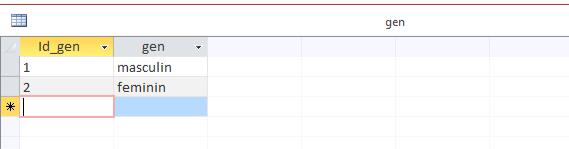 gen
Id_gen gen
1 masculin
2 feminin